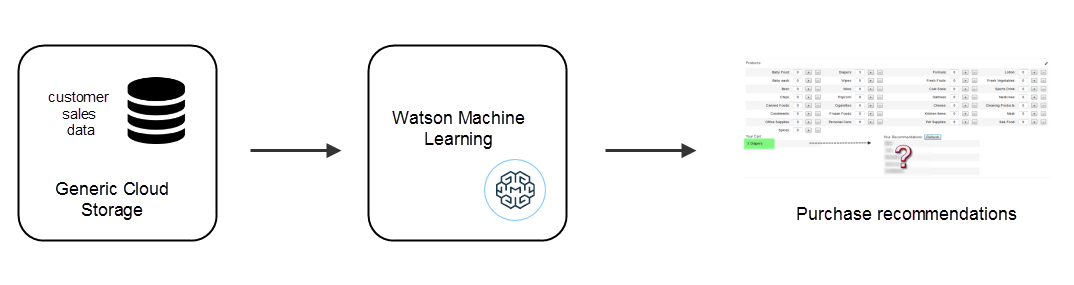 customer
sales
data
Generic Cloud
Storage
Watson Machine
Learning
M
Products
Baby Food 0 + - Diapers 0 + - Formula 0 + - Lotion 0 + -
Baby wash 0 + - Wipes 0 + - Fresh Fruits 0 + - Fresh Vegetables 0 + -
Beer 0 + - Wine 0 + - Club Soda 0 + - Sports Drink 0 + -
Chips 0 + - Popcorn 0 + - Oatmeal 0 + - Medicines 0 + -
Canned Foods 0 + - Cigarettes 0 + - Cheese 0 + - Cleaning Products 0 + -
Condiments 0 + - Frozen Foods 0 + - Kitchen Items 0 + - Meat 0 + -
Office Supplies 0 + - Personal Care 0 + - Pet Supplies 0 + - Sea Food 0 + -
Spices 0 + -
Your Cart
Your Recommendations
Diapers
?
Purchase recommendations